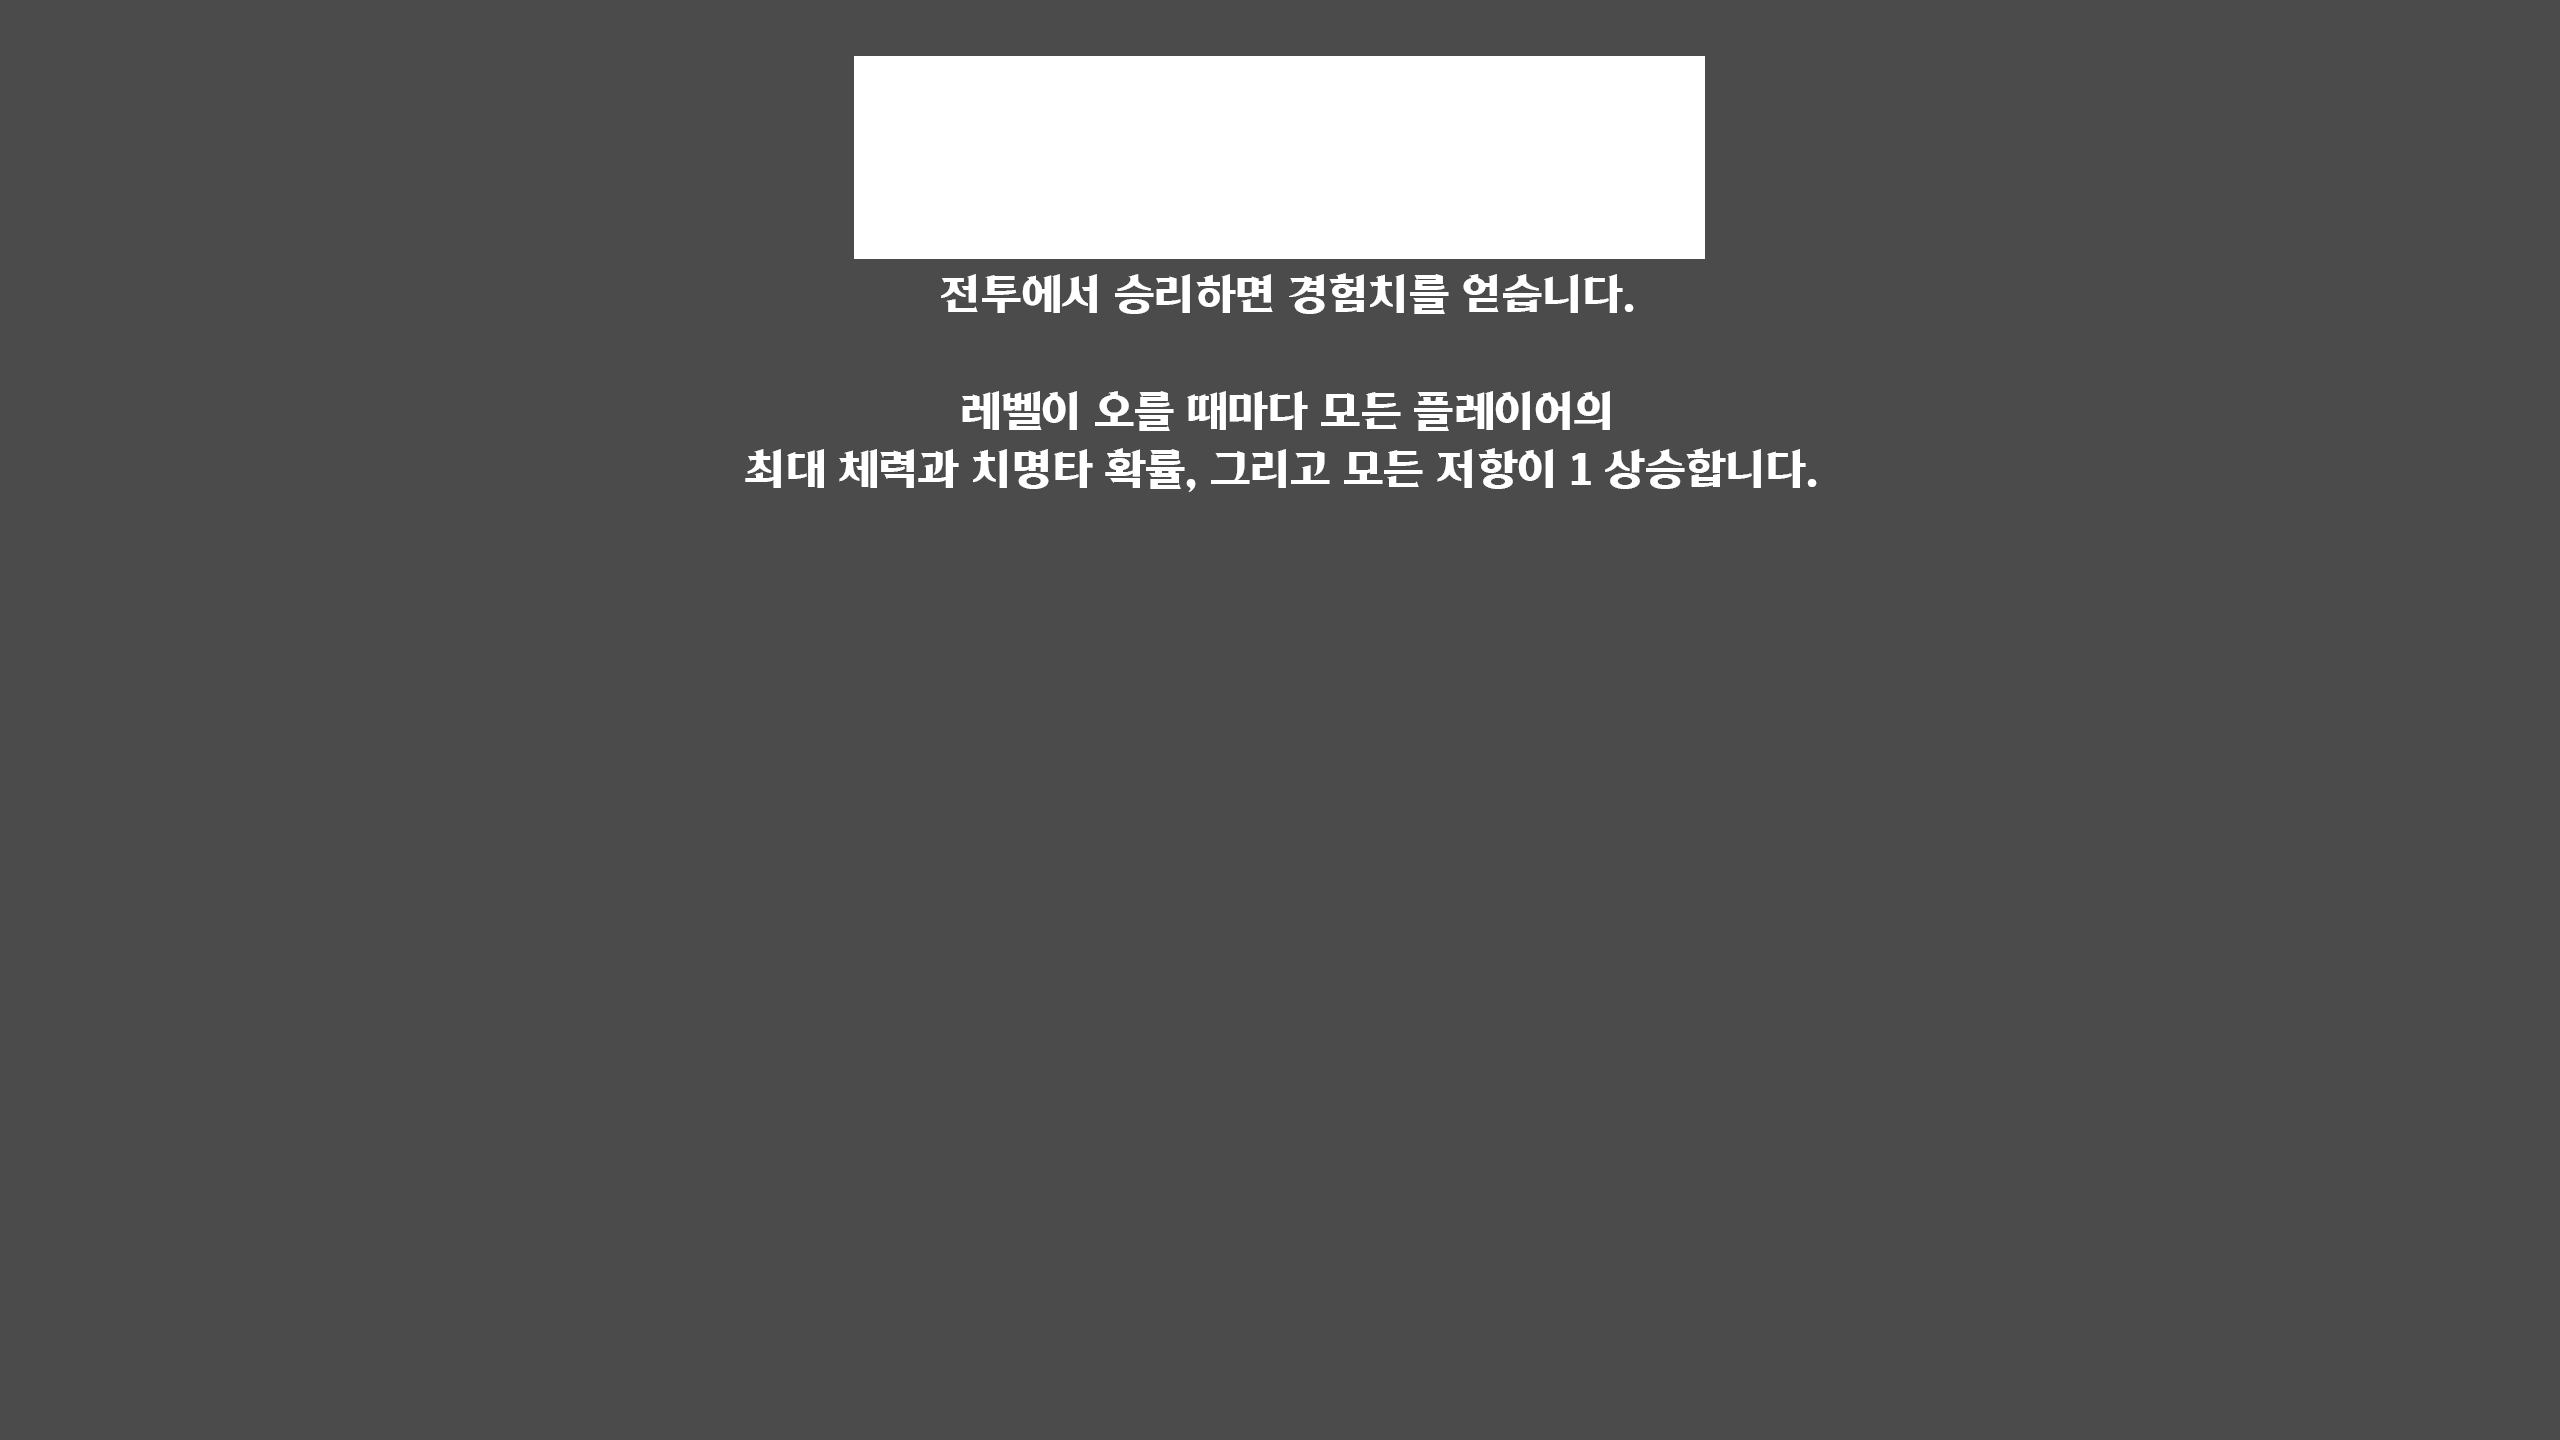 전투에서 승리하면 경험치를 얻습니다.
레벨이 오를 때마다 모든 플레이어의
최대 체력과 치명타 확률, 그리고 모든 저항이 1 상승합니다.